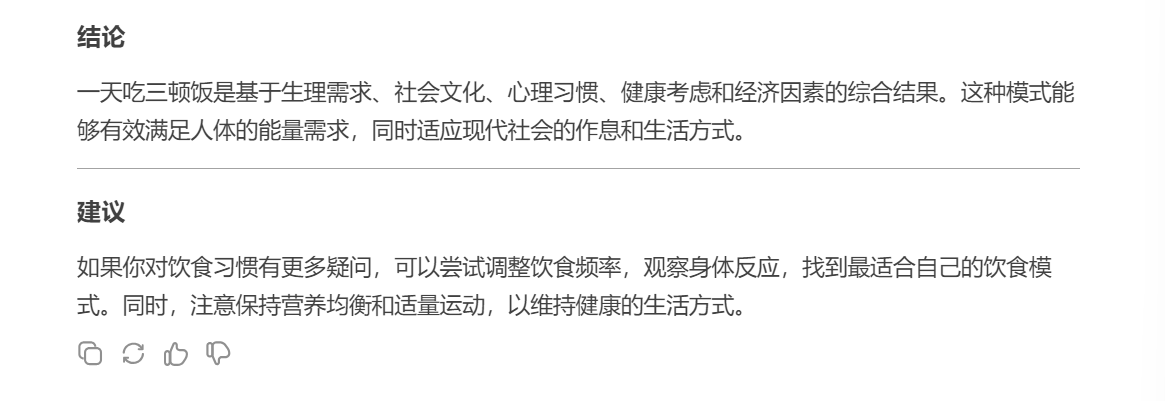 结论
一天吃三顿饭是基于生理需求、社会文化、心理习惯、健康考虑和经济因素的综合结果。这种模式能
够有效满足人体的能量需求，同时适应现代社会的作息和生活方式。
建议
如果你对饮食习惯有更多疑问，可以尝试调整饮食频率，观察身体反应，找到最适合自己的饮食模
式。同时，注意保持营养均衡和适量运动，以维持健康的生活方式。